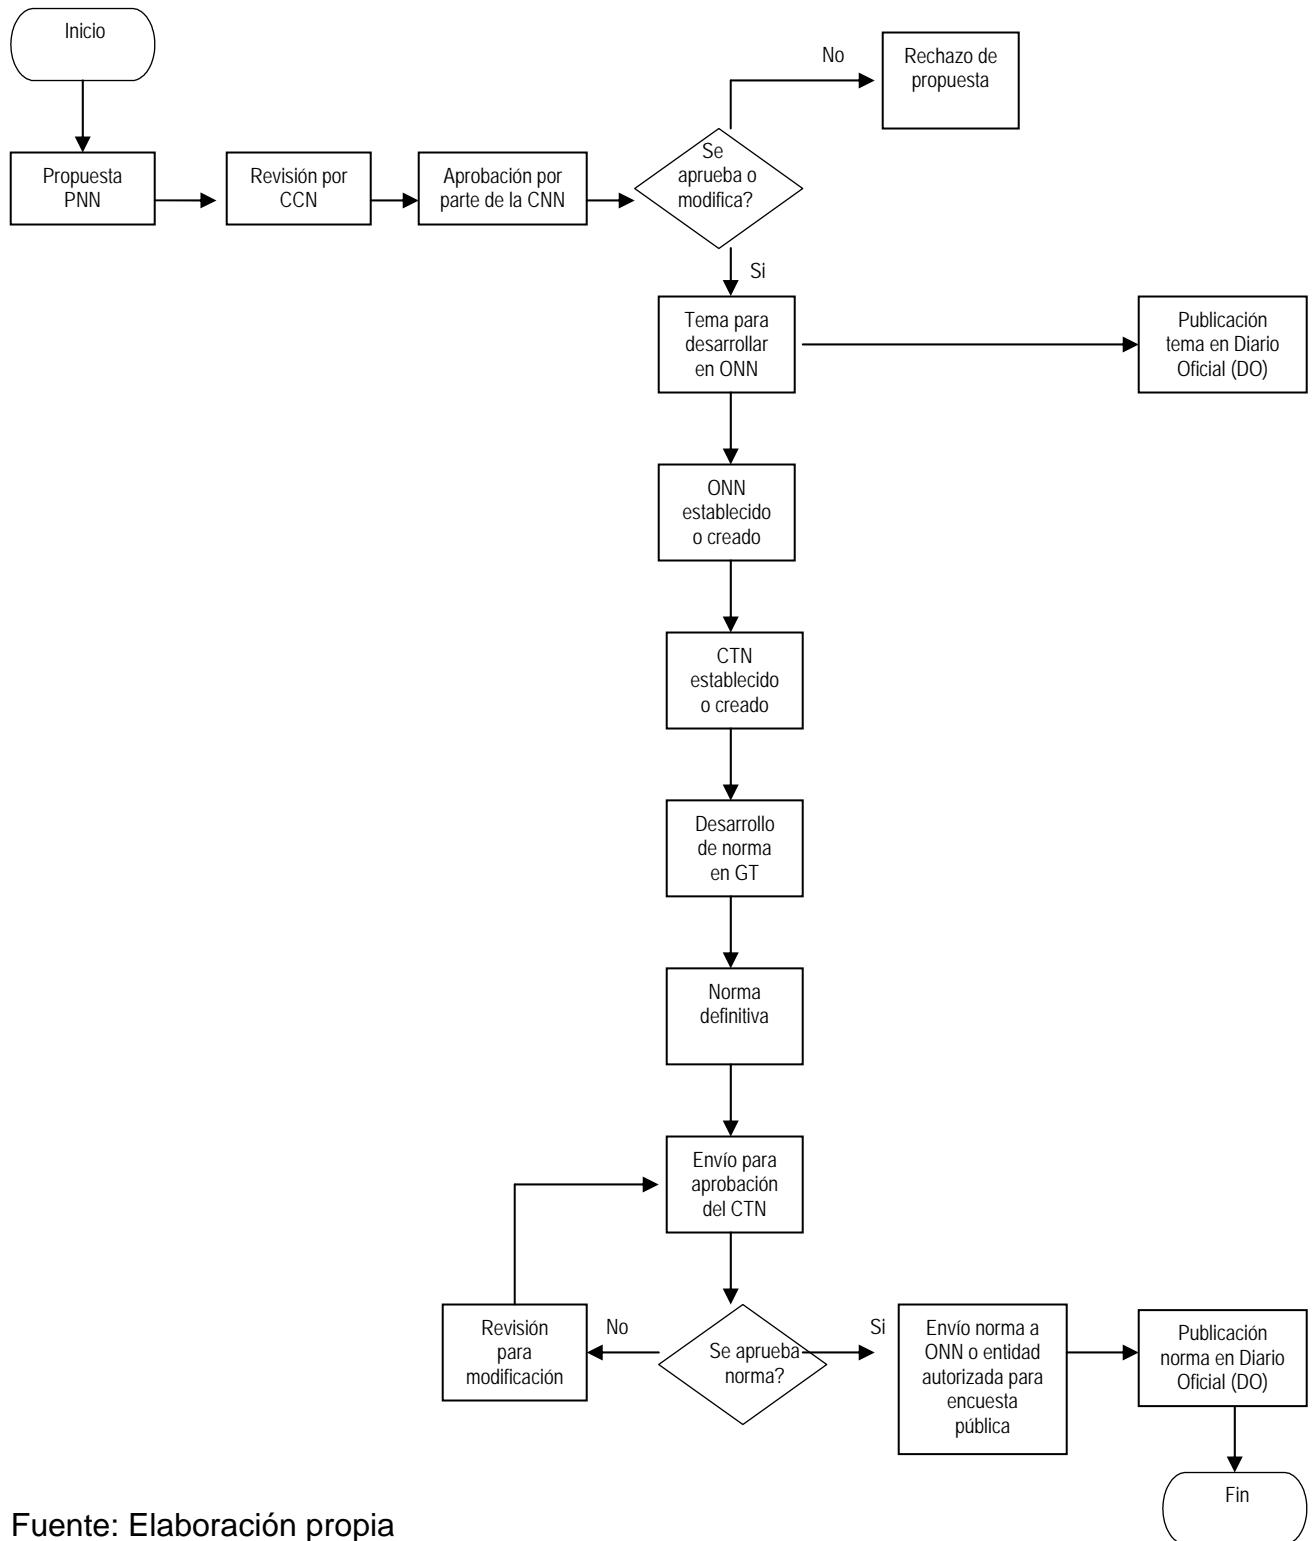 Inicio
No
Rechazo de
propuesta
Propuesta
PNN
Revisión por
CCN
Aprobación por
parte de la CNN
Se
aprueba o
modifica?
Si
Tema para
desarrollar
en ONN
Publicación
tema en Diario
Oficial (DO)
ONN
establecido
o creado
CTN
establecido
o creado
Desarrollo
de norma
en GT
Norma
definitiva
Envío para
aprobación
del CTN
Revisión
para
modificación
No
Se aprueba
norma?
Si
Envío norma a
ONN o entidad
autorizada para
encuesta
pública
Publicación
norma en Diario
Oficial (DO)
Fin
Fuente: Elaboración propia